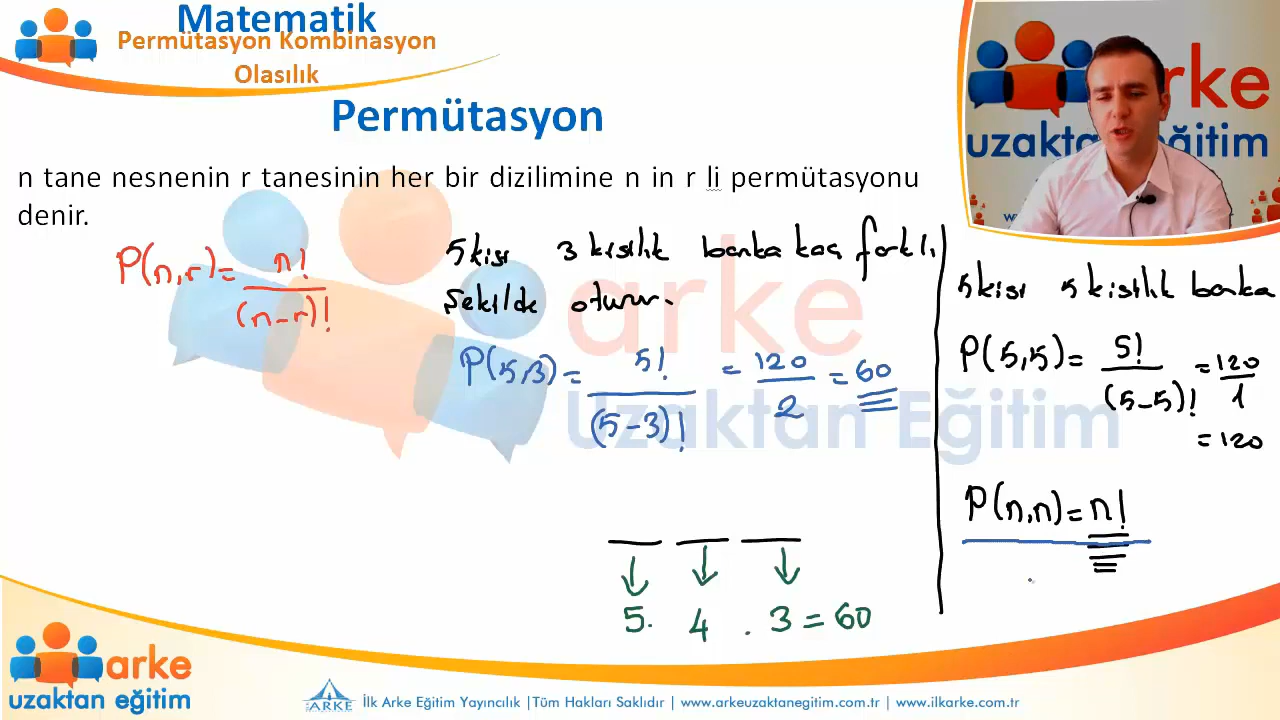 Matematik
Permütasyon Kombinasyon
Olasılık
Permütasyon
n tane nesnenin r tanesinin her bir dizilimine n in r li permütasyonu
denir.
P(n,r) = n! / (n-r)!
5 kişi 3 kişilik banka kaç farklı
şekilde oturur.
P(5,3) = 5! / (5-3)! = 120 / 2 = 60
5 . 4 . 3 = 60
5 kişi 5 kişilik banka
P(5,5) = 5! / (5-5)! = 120 / 1
= 120
P(n,n) = n!
arke
uzaktan eğitim
arke
Uzaktan Eğitim
arke
uzaktan eğitim
ARKE
İlk Arke Eğitim Yayıncılık |Tüm Hakları Saklıdır | www.arkeuzaktanegitim.com.tr | www.ilkarke.com.tr